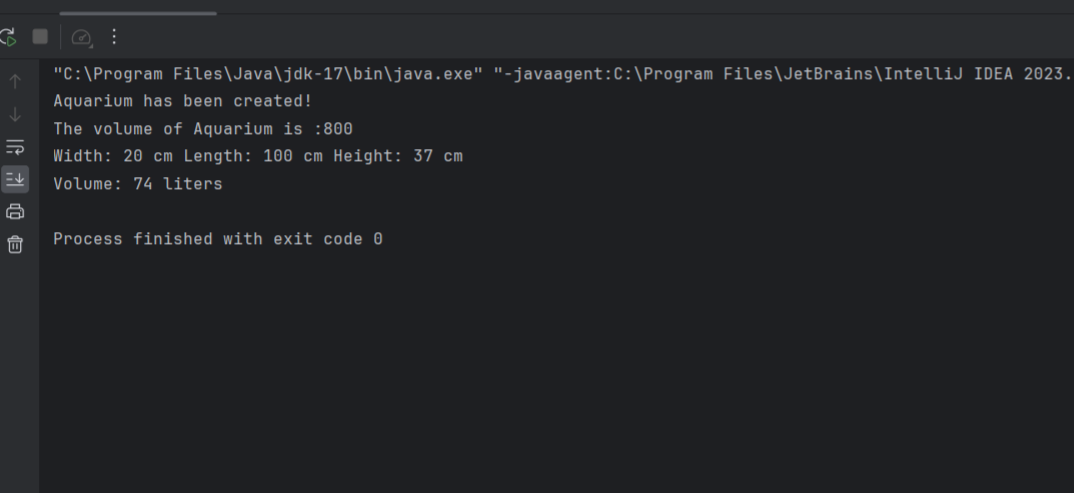 "C:\Program Files\Java\jdk-17\bin\java.exe" "-javaagent:C:\Program Files\JetBrains\IntelliJ IDEA 2023.
Aquarium has been created!
The volume of Aquarium is :800
Width: 20 cm Length: 100 cm Height: 37 cm
Volume: 74 liters
Process finished with exit code 0